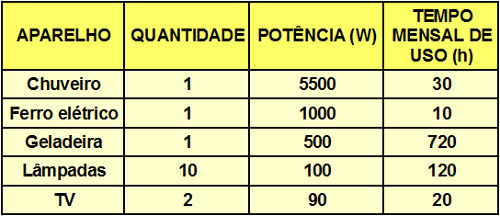 APARELHO QUANTIDADE POTÊNCIA (W) TEMPO MENSAL DE USO (h)
Chuveiro 1 5500 30
Ferro elétrico 1 1000 10
Geladeira 1 500 720
Lâmpadas 10 100 120
TV 2 90 20